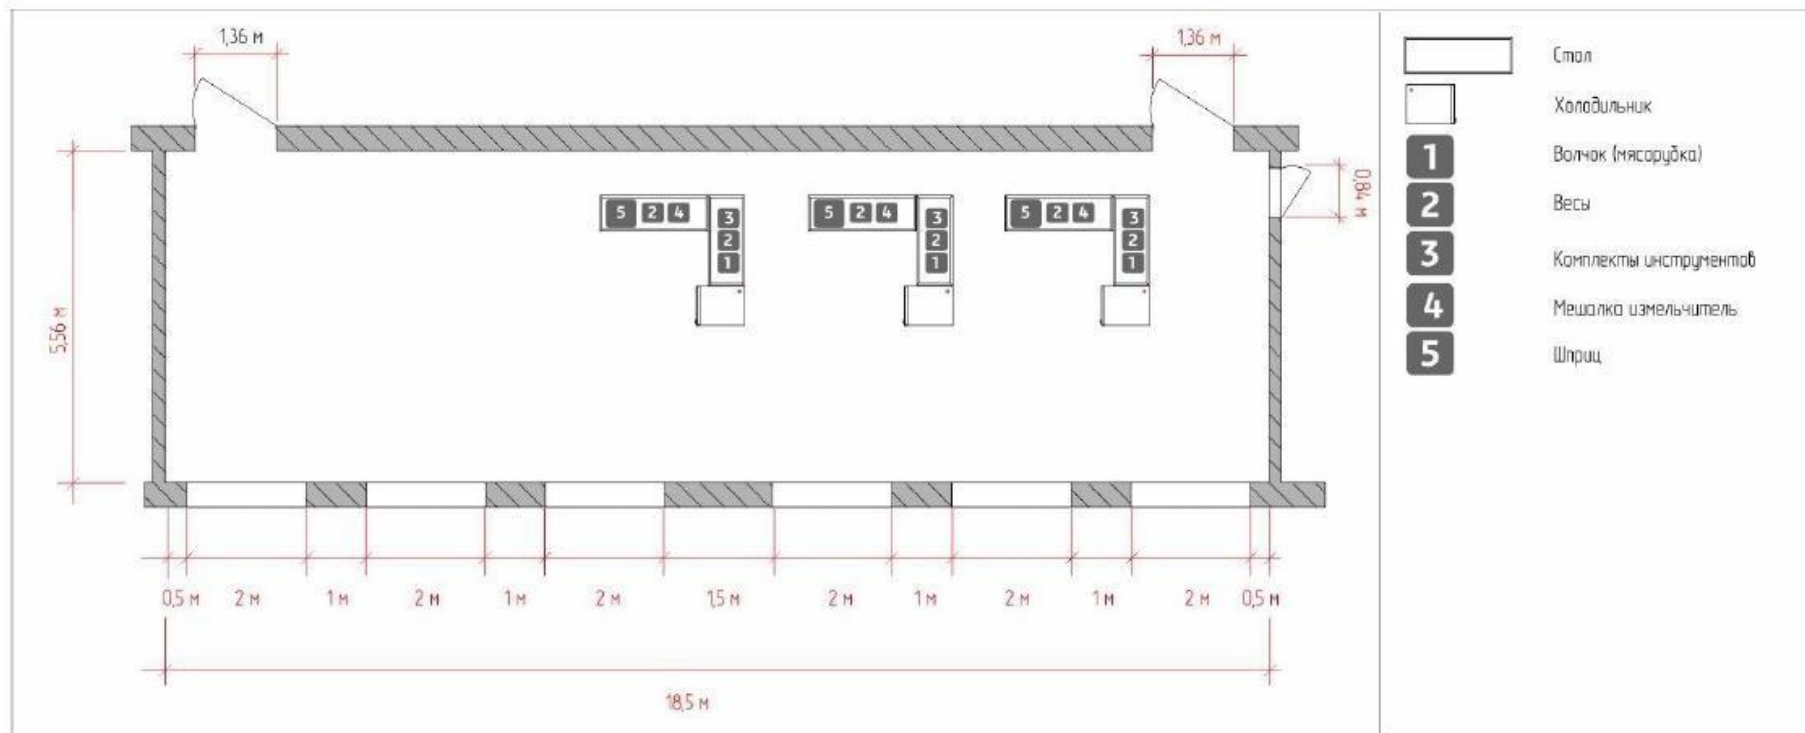 1,36 м
1,36 м
0,84 м
5,56 м
5 2 4 3
2
1
5 2 4 3
2
1
5 2 4 3
2
1
0,5 м 2 м 1 м 2 м 1 м 2 м 1,5 м 2 м 1 м 2 м 1 м 2 м 0,5 м
18,5 м
Стол
Холодильник
1 Волчок (мясорубка)
2 Весы
3 Комплекты инструментов
4 Мешалка измельчитель
5 Шприц